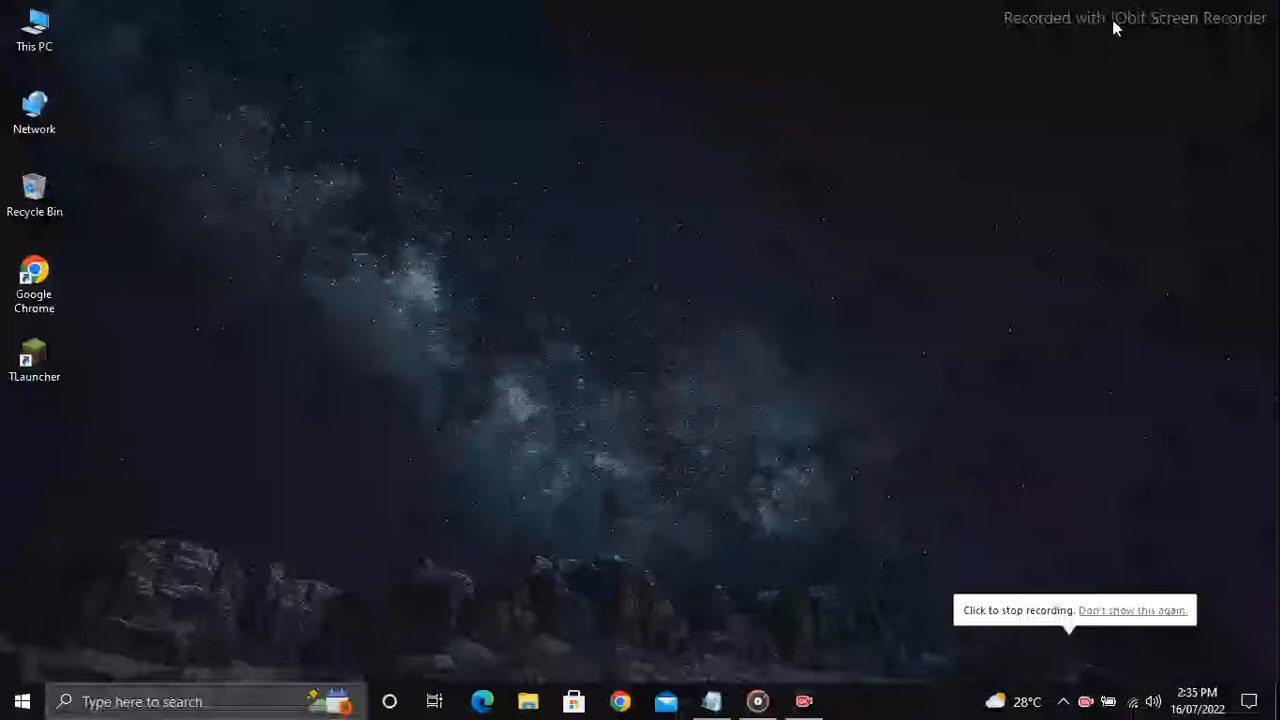 Recorded with IObit Screen Recorder
This PC
Network
Recycle Bin
Google
Chrome
TLauncher
Click to stop recording. Don't show this again.
Type here to search
28°C
2:35 PM
16/07/2022